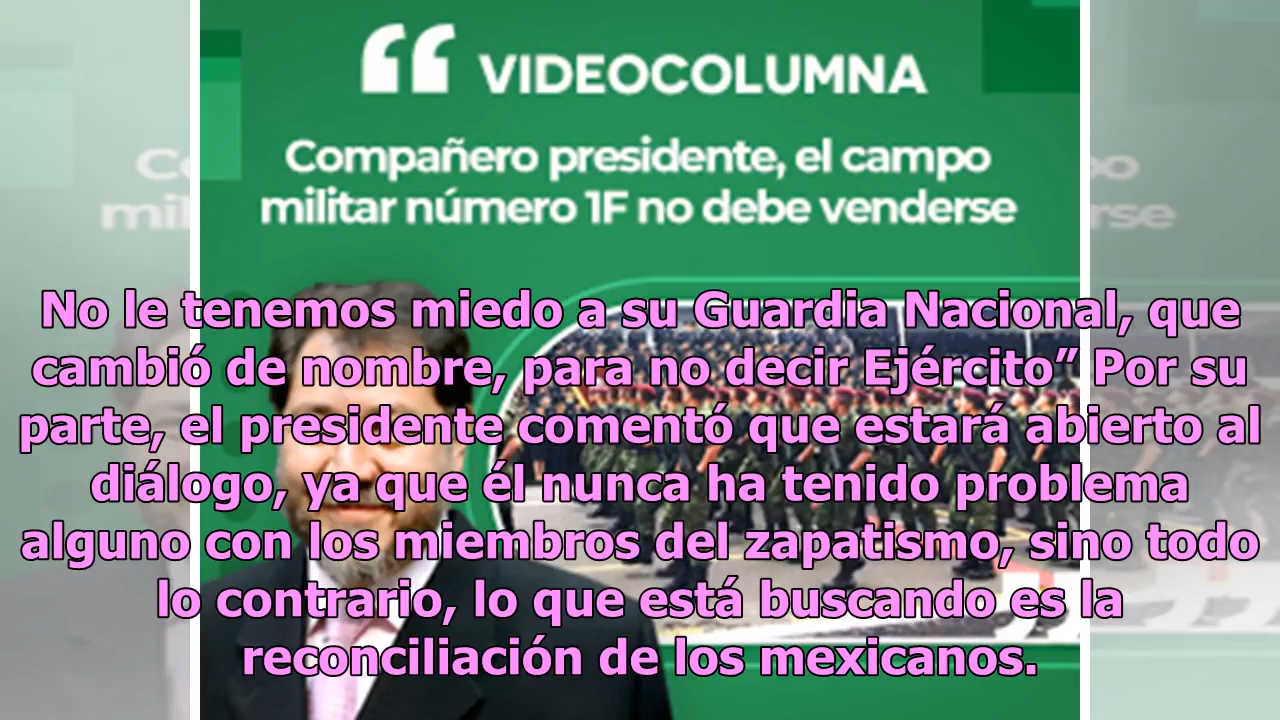 “ VIDEOCOLUMNA
Compañero presidente, el campo
militar número 1F no debe venderse
No le tenemos miedo a su Guardia Nacional, que
cambió de nombre, para no decir Ejército” Por su
parte, el presidente comentó que estará abierto al
diálogo, ya que él nunca ha tenido problema
alguno con los miembros del zapatismo, sino todo
lo contrario, lo que está buscando es la
reconciliación de los mexicanos.